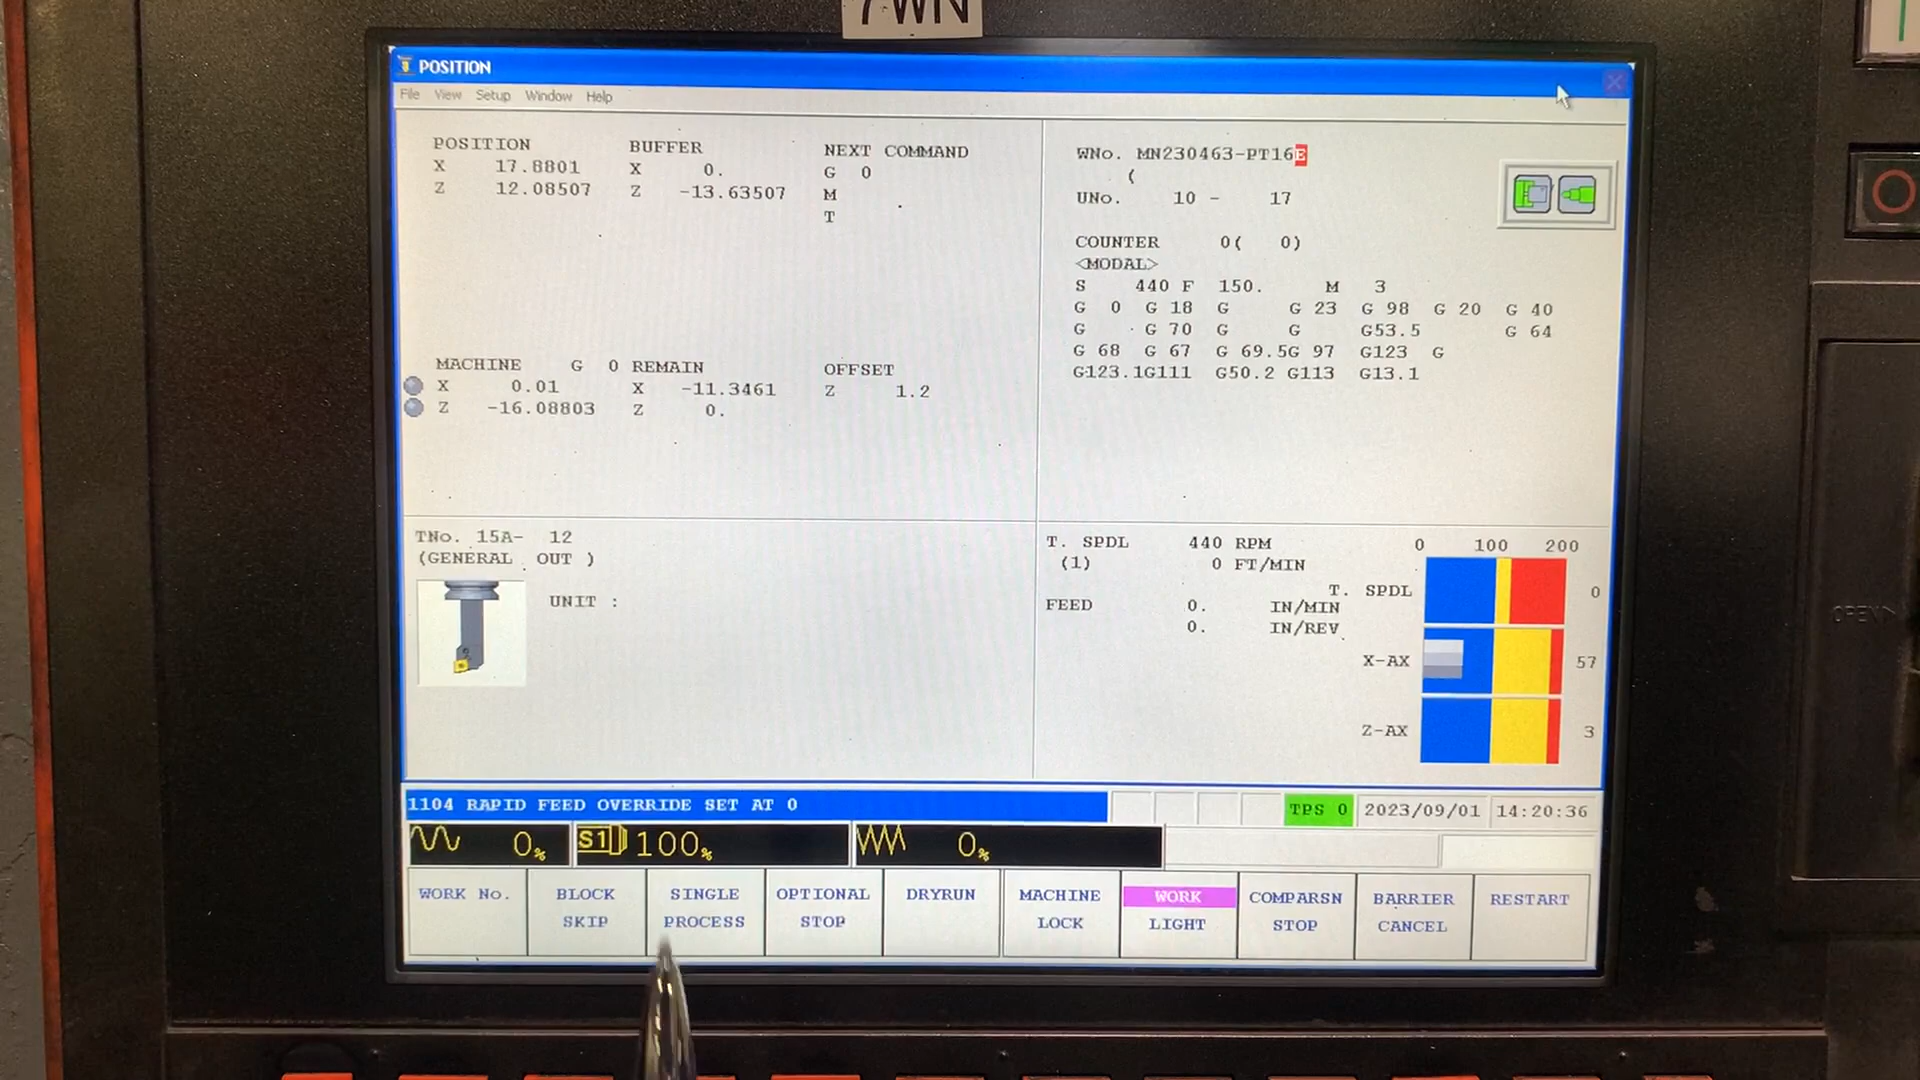 7WN
POSITION
File View Setup Window Help
POSITION BUFFER NEXT COMMAND
X 17.8801 X 0. G 0
Z 12.08507 Z -13.63507 M
T
MACHINE G 0 REMAIN OFFSET
X 0.01 X -11.3461 Z 1.2
Z -16.08803 Z 0.
WNo. MN230463-PT16E
(
UNo. 10 - 17
COUNTER 0( 0)
<MODAL>
S 440 F 150. M 3
G 0 G 18 G G 23 G 98 G 20 G 40
G G 70 G G G53.5 G 64
G 68 G 67 G 69.5G 97 G123 G
G123.1G111 G50.2 G113 G13.1
TNo. 15A- 12
(GENERAL OUT )
UNIT :
T. SPDL 440 RPM
(1) 0 FT/MIN
FEED 0. IN/MIN
0. IN/REV
0 100 200
T. SPDL 0
X-AX 57
Z-AX 3
1104 RAPID FEED OVERRIDE SET AT 0
TPS 0 2023/09/01 14:20:36
0% S1 100% 0%
WORK No.
BLOCK
SKIP
SINGLE
PROCESS
OPTIONAL
STOP
DRYRUN
MACHINE
LOCK
WORK
LIGHT
COMPARSN
STOP
BARRIER
CANCEL
RESTART
OPEN